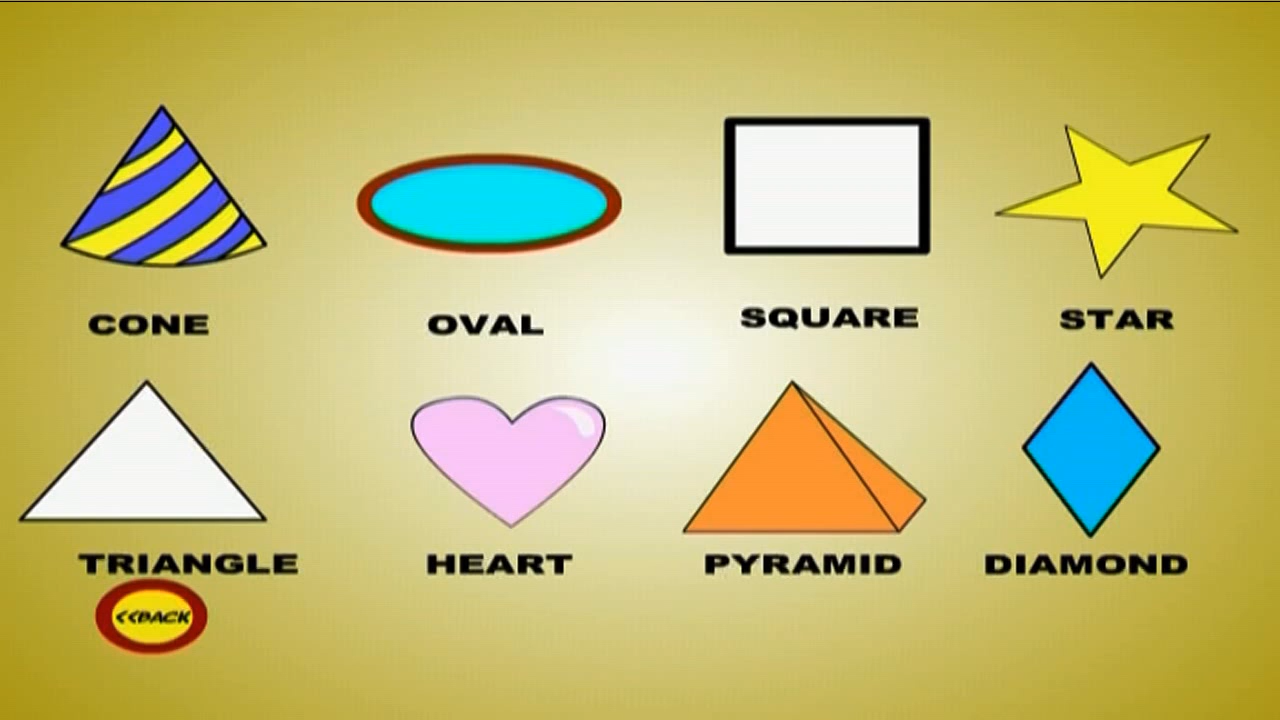 CONE
OVAL
SQUARE
STAR
TRIANGLE
HEART
PYRAMID
DIAMOND
<<BACK